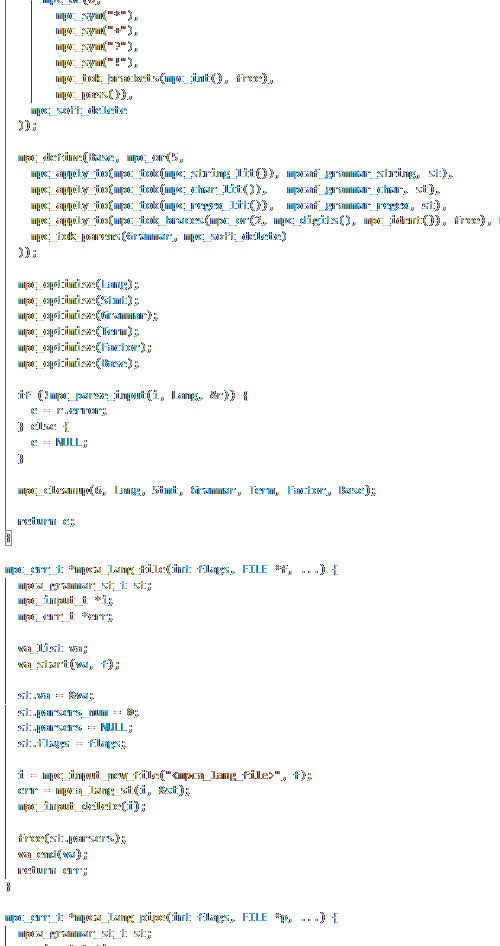 mpc_or(6,
mpc_sym("*"),
mpc_sym("+"),
mpc_sym("?"),
mpc_sym("!"),
mpc_tok_brackets(mpc_int(), free),
mpc_pass()),
mpc_soft_delete
));
mpc_define(Base, mpc_or(5,
mpc_apply_to(mpc_tok(mpc_string_lit()), mpcaf_grammar_string, st),
mpc_apply_to(mpc_tok(mpc_char_lit()), mpcaf_grammar_char, st),
mpc_apply_to(mpc_tok(mpc_regex_lit()), mpcaf_grammar_regex, st),
mpc_apply_to(mpc_tok_braces(mpc_or(2, mpc_digits(), mpc_ident()), free),
mpc_tok_parens(Grammar, mpc_soft_delete)
));
mpc_optimise(Lang);
mpc_optimise(Stmt);
mpc_optimise(Grammar);
mpc_optimise(Term);
mpc_optimise(Factor);
mpc_optimise(Base);
if (!mpc_parse_input(i, Lang, &r)) {
e = r.error;
} else {
e = NULL;
}
mpc_cleanup(6, Lang, Stmt, Grammar, Term, Factor, Base);
return e;
mpc_err_t *mpca_lang_file(int flags, FILE *f, ...) {
mpca_grammar_st_t st;
mpc_input_t *i;
mpc_err_t *err;
va_list va;
va_start(va, f);
st.va = &va;
st.parsers_num = 0;
st.parsers = NULL;
st.flags = flags;
i = mpc_input_new_file("<mpca_lang_file>", f);
err = mpca_lang_st(i, &st);
mpc_input_delete(i);
free(st.parsers);
va_end(va);
return err;
}
mpc_err_t *mpca_lang_pipe(int flags, FILE *p, ...) {
mpca_grammar_st_t st;